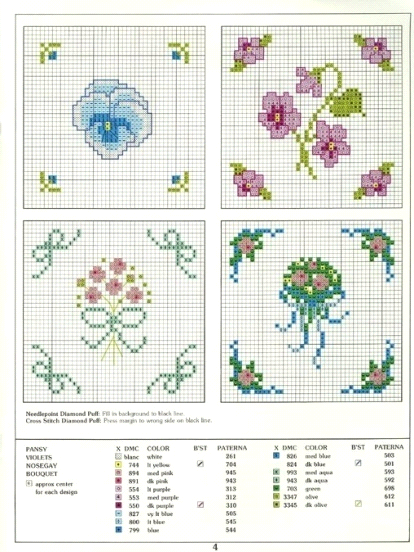 Needlepoint Diamond Puff: Fill in background to black line.
Cross Stitch Diamond Puff: Press margin to wrong side on black line.
PANSY
VIOLETS
NOSEGAY
BOUQUET
approx center
for each design
X DMC COLOR B'ST PATERNA
blanc white 261
744 lt yellow 704
894 med pink 945
891 dk pink 943
554 lt purple 313
553 med purple 312
550 dk purple 310
827 vy lt blue 505
800 lt blue 545
799 blue 544
X DMC COLOR B'ST PATERNA
826 med blue 503
824 dk blue 501
993 med aqua 593
943 dk aqua 592
703 green 698
3347 olive 612
3345 dk olive 611
4